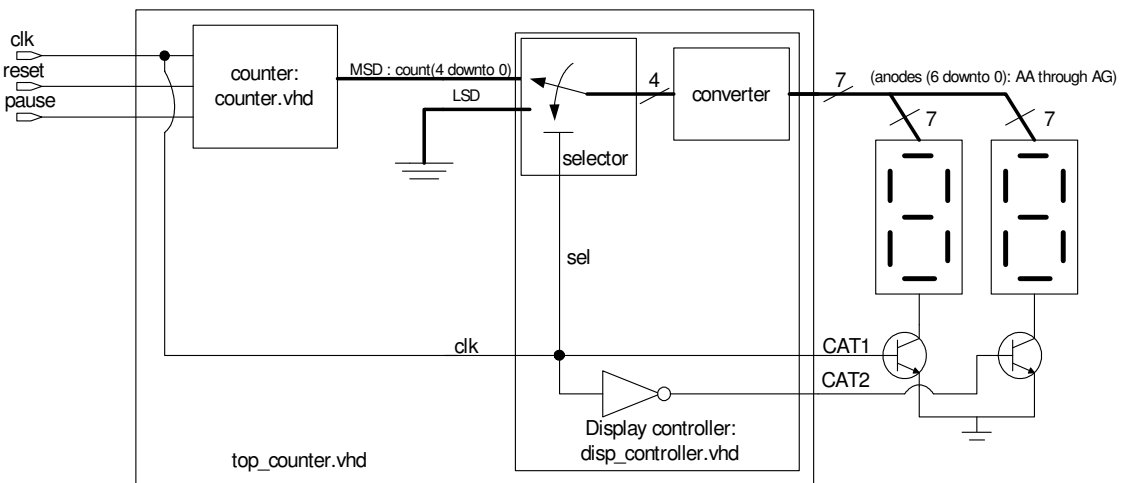 clk
reset
pause
counter:
counter.vhd
MSD : count(4 downto 0)
LSD
selector
4
converter
7
(anodes (6 downto 0): AA through AG)
7
7
sel
clk
CAT1
CAT2
Display controller:
disp_controller.vhd
top_counter.vhd